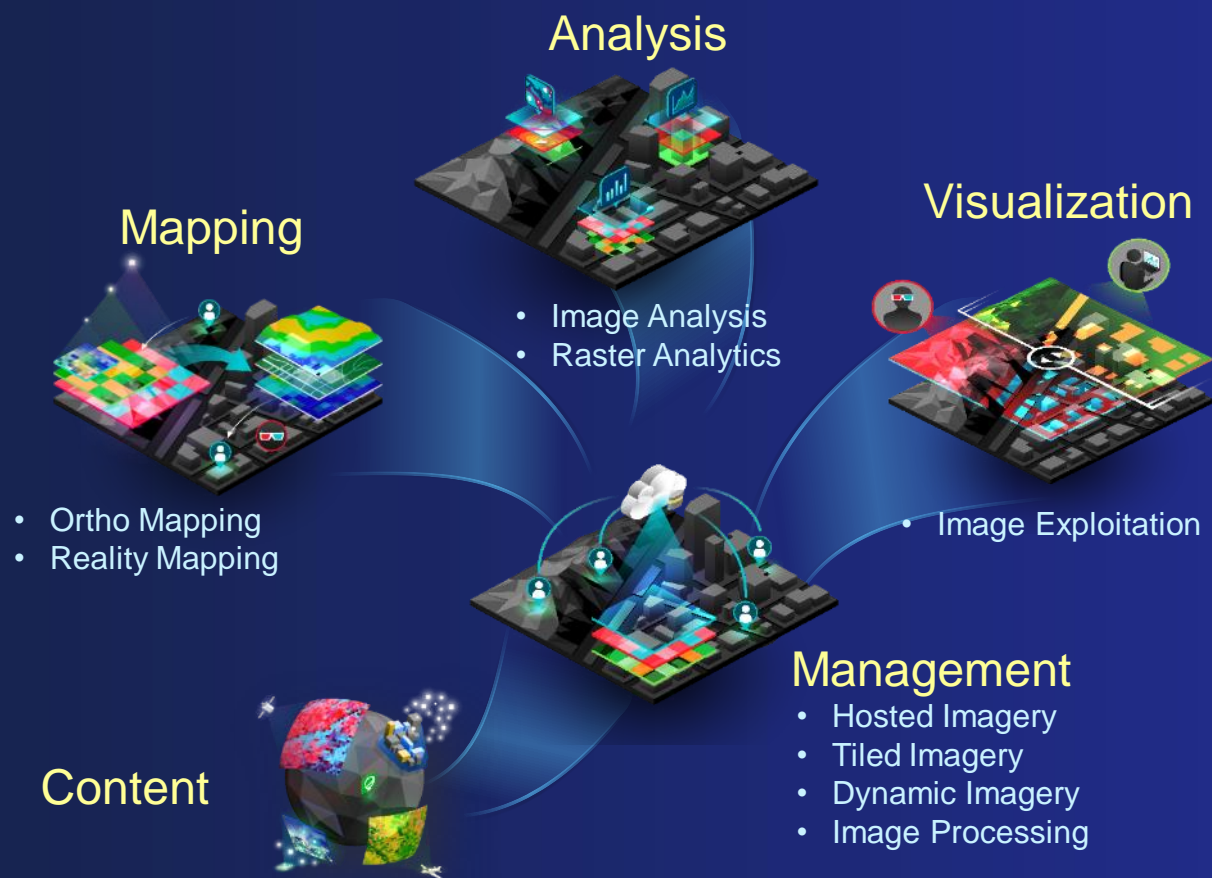 Analysis
• Image Analysis
• Raster Analytics
Mapping
• Ortho Mapping
• Reality Mapping
Visualization
• Image Exploitation
Management
• Hosted Imagery
• Tiled Imagery
• Dynamic Imagery
• Image Processing
Content